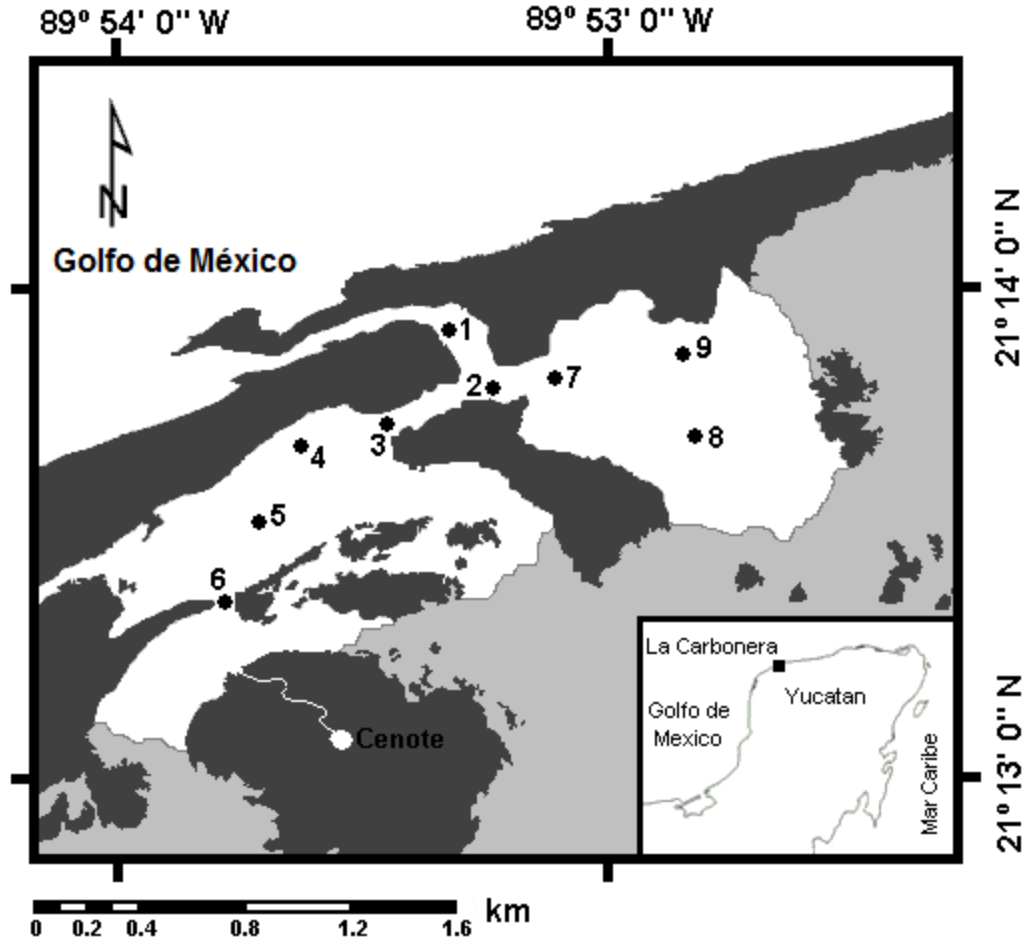 89º 54' 0'' W
89º 53' 0'' W
N
Golfo de México
21º 14' 0'' N
1
2
7
9
3
4
8
5
6
La Carbonera
Yucatan
Golfo de
Mexico
Mar Caribe
Cenote
21º 13' 0'' N
0 0.2 0.4 0.8 1.2 1.6 km